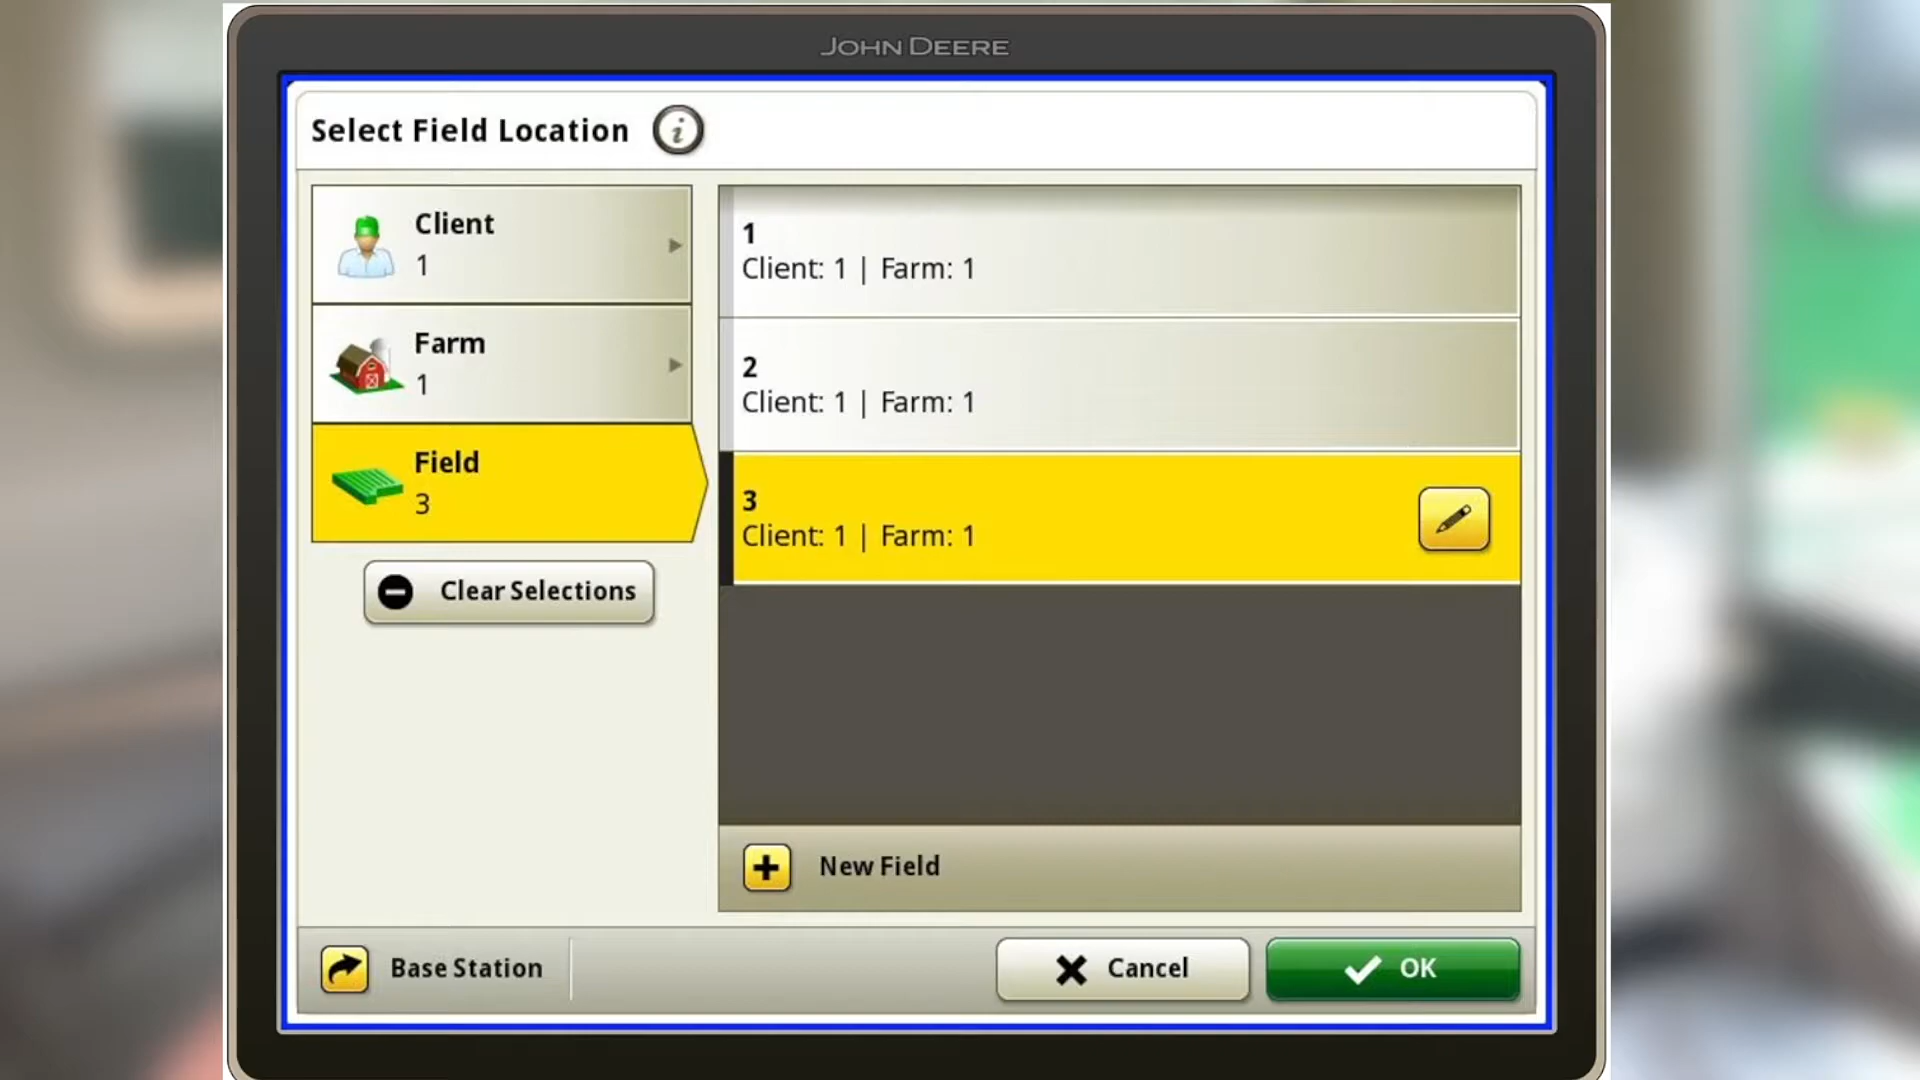 JOHN DEERE
Select Field Location
Client
1
Farm
1
Field
3
Clear Selections
1
Client: 1 | Farm: 1
2
Client: 1 | Farm: 1
3
Client: 1 | Farm: 1
New Field
Base Station
Cancel
OK